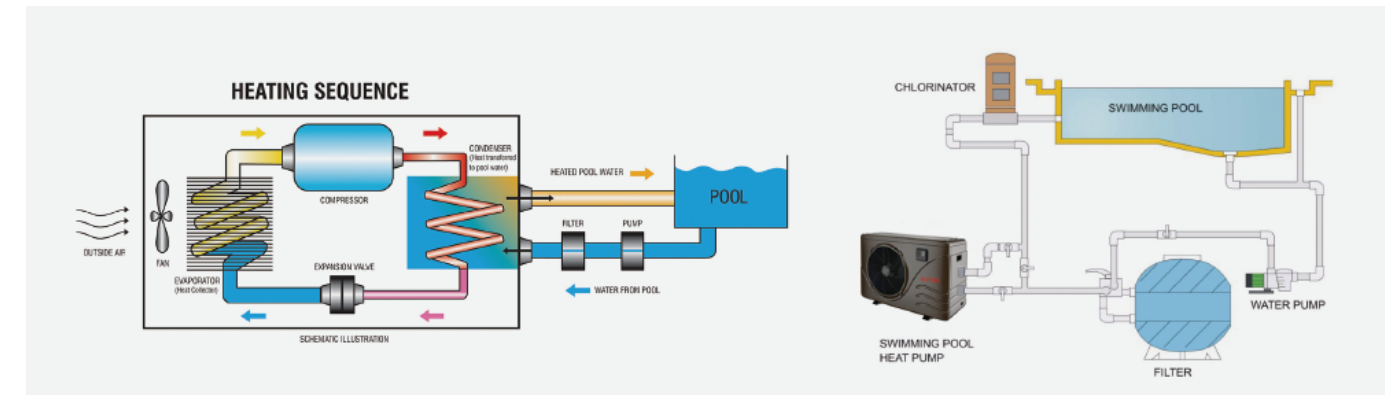 HEATING SEQUENCE
COMPRESSOR
CONDENSER
(Heat transferred
to pool water)
HEATED POOL WATER
POOL
FILTER
PUMP
OUTSIDE AIR
FAN
EVAPORATOR
(Heat Collector)
EXPANSION VALVE
WATER FROM POOL
SCHEMATIC ILLUSTRATION
CHLORINATOR
SWIMMING POOL
SWIMMING POOL
HEAT PUMP
WATER PUMP
FILTER